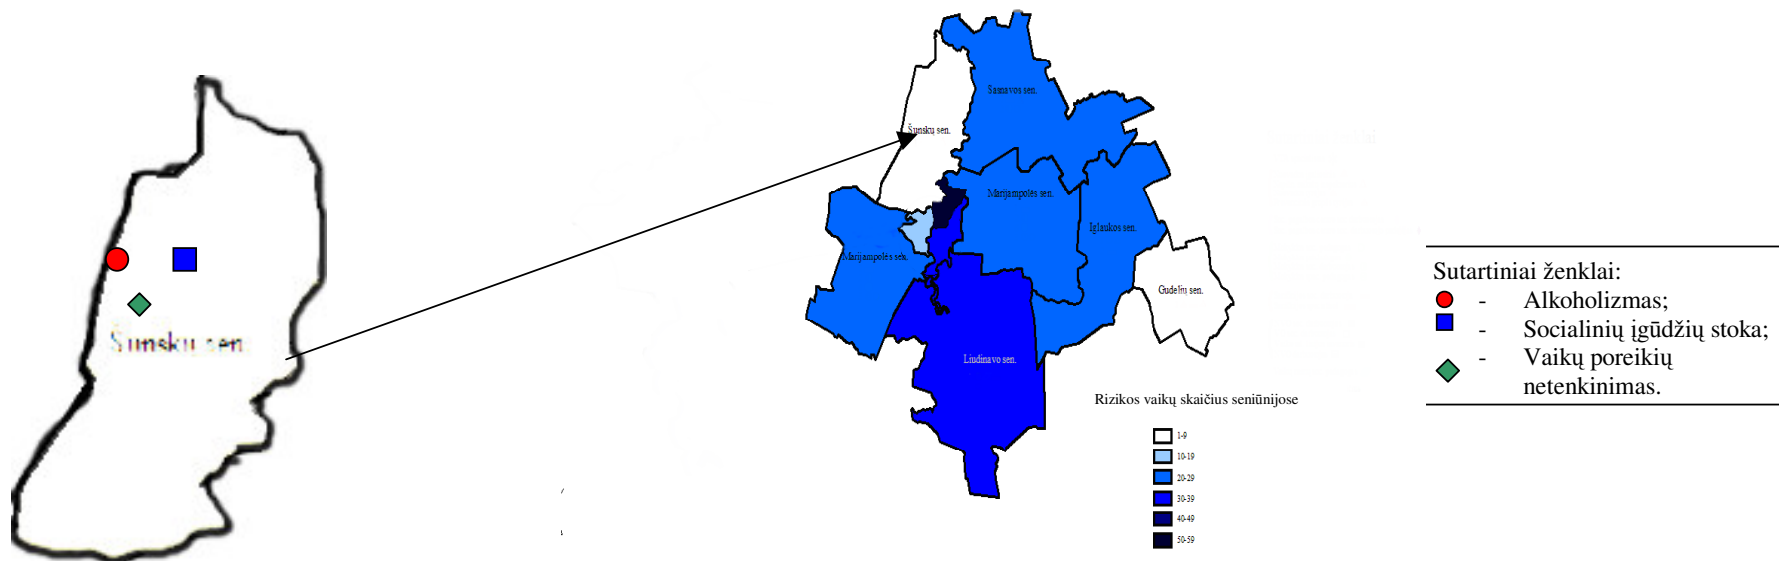 Šunskų sen.
Sasnavos sen.
Šunskų sen.
Marijampolės sen.
Iglaukos sen.
Marijampolės sen.
Gudelių sen.
Liudinavo sen.
Rizikos vaikų skaičius seniūnijose
1-9
10-19
20-29
30-39
40-49
50-59
Sutartiniai ženklai:
- Alkoholizmas;
- Socialinių įgūdžių stoka;
- Vaikų poreikių
netenkinimas.